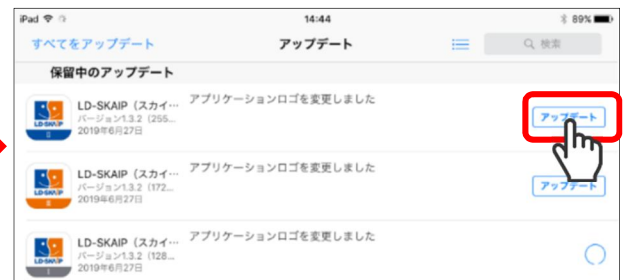 iPad 14:44 89%
すべてをアップデート アップデート 検索
保留中のアップデート
LD-SKAIP（スカイ… アプリケーションロゴを変更しました
バージョン1.3.2（255...
2019年6月27日
アップデート
LD-SKAIP
II
LD-SKAIP（スカイ… アプリケーションロゴを変更しました
バージョン1.3.2（172...
2019年6月27日
アップデート
LD-SKAIP
LD-SKAIP（スカイ… アプリケーションロゴを変更しました
バージョン1.3.2（128...
2019年6月27日
LD-SKAIP
I